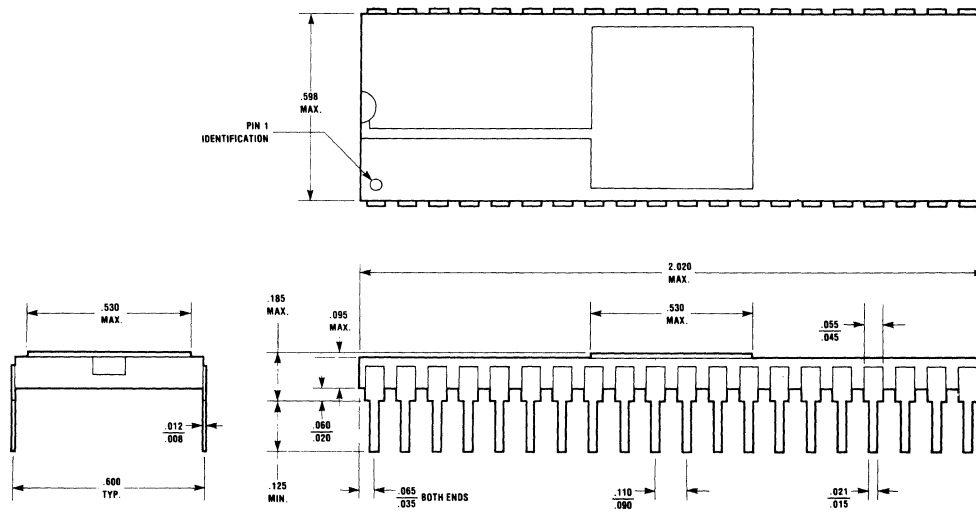 .598
MAX.
PIN 1
IDENTIFICATION
2.020
MAX.
.530
MAX.
.185
MAX.
.095
MAX.
.530
MAX.
.055
.045
.012
.008
.060
.020
.600
TYP.
.125
MIN.
.065
.035
BOTH ENDS
.110
.090
.021
.015